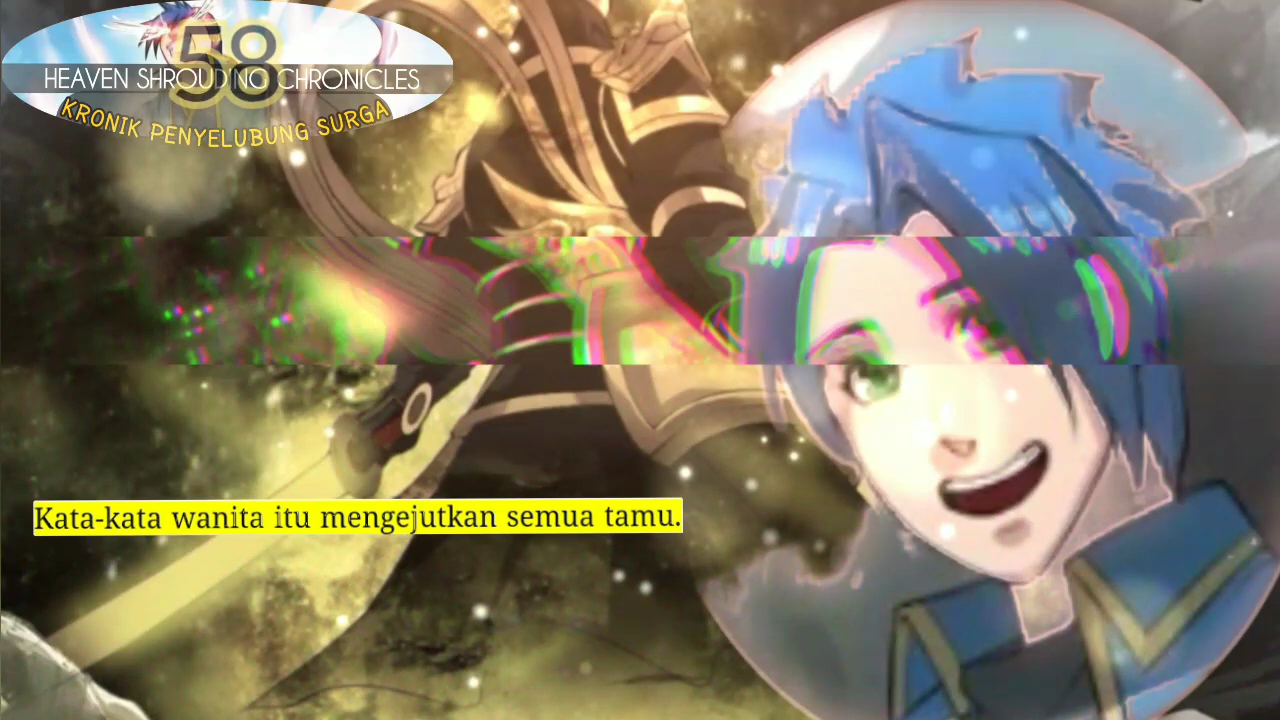 58
HEAVEN SHROUDING CHRONICLES
KRONIK PENYELUBUNG SURGA
Kata-kata wanita itu mengejutkan semua tamu.